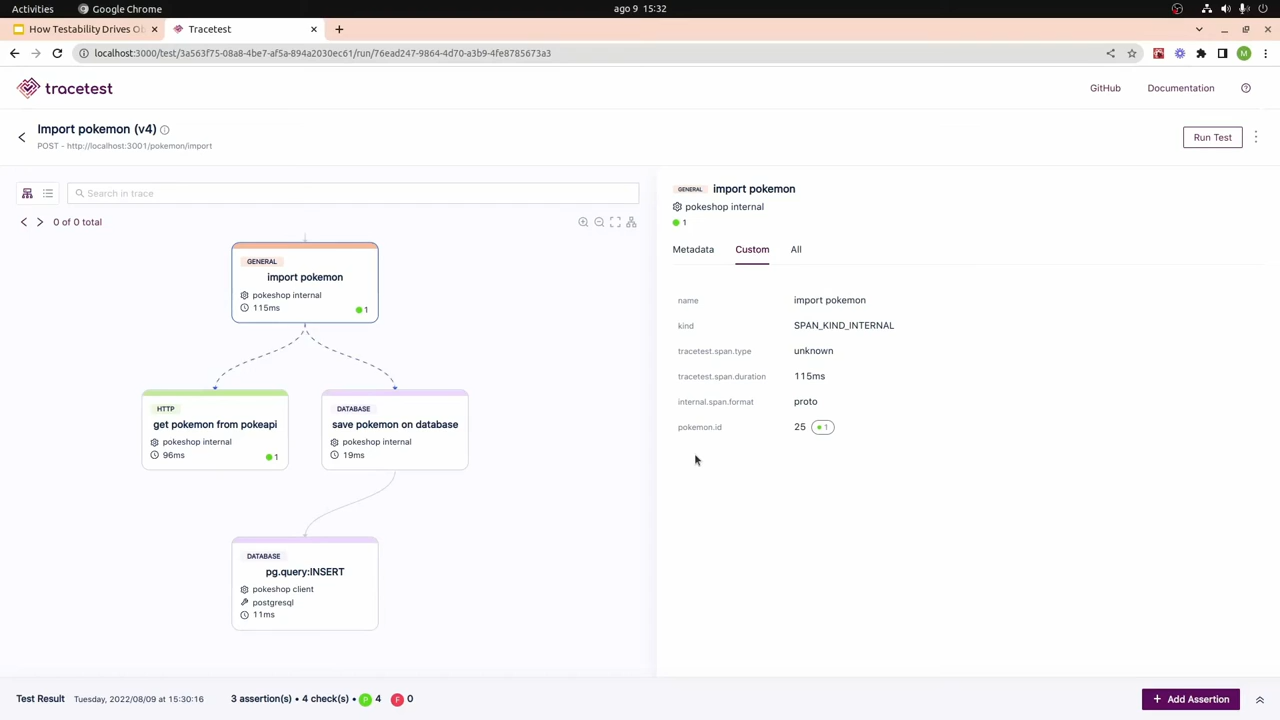 Activities
Google Chrome
ago 9 15:32
How Testability Drives Ob
Tracetest
localhost:3000/test/3a563f75-08a8-4be7-af5a-894a2030ec61/run/76ead247-9864-4d70-a3b9-4fe8785673a3
M
tracetest
GitHub
Documentation
Import pokemon (v4)
POST - http://localhost:3001/pokemon/import
Run Test
Search in trace
0 of 0 total
GENERAL
import pokemon
pokeshop internal
115ms
1
HTTP
get pokemon from pokeapi
pokeshop internal
96ms
1
DATABASE
save pokemon on database
pokeshop internal
19ms
DATABASE
pg.query:INSERT
pokeshop client
postgresql
11ms
GENERAL import pokemon
pokeshop internal
1
Metadata Custom All
name import pokemon
kind SPAN_KIND_INTERNAL
tracetest.span.type unknown
tracetest.span.duration 115ms
internal.span.format proto
pokemon.id 25 1
Test Result Tuesday, 2022/08/09 at 15:30:16 3 assertion(s) • 4 check(s) • P 4 F 0
+ Add Assertion